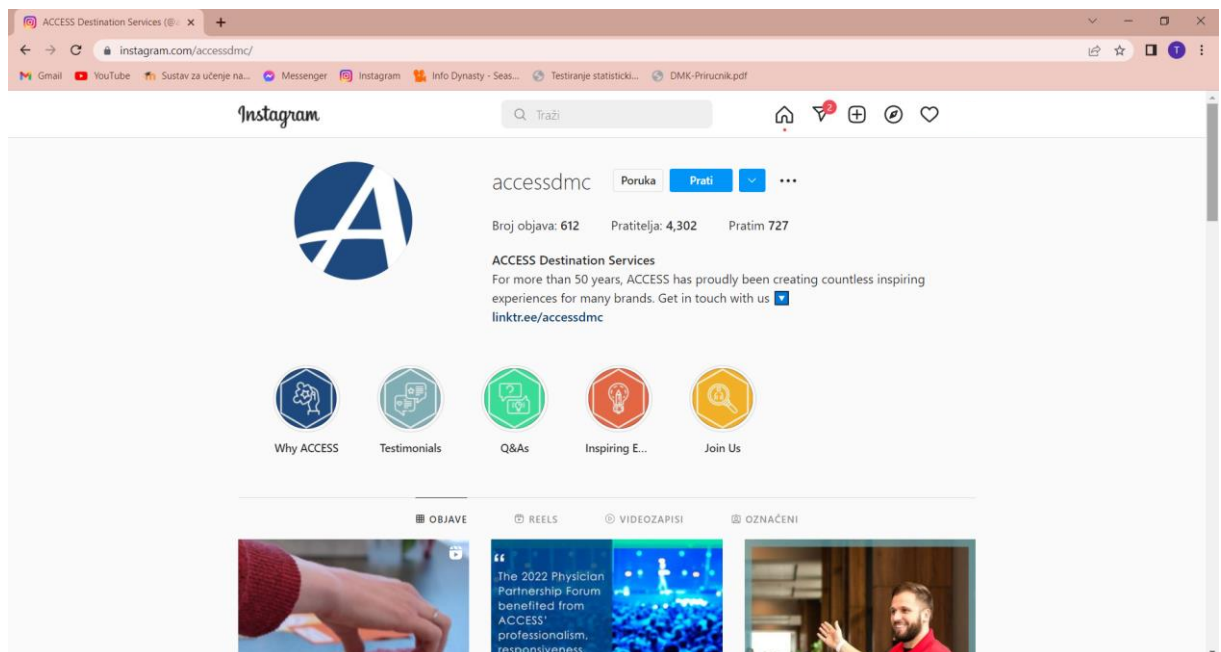 ACCESS Destination Services (@
instagram.com/accessdmc/
Gmail YouTube Sustav za učenje na... Messenger Instagram Info Dynasty - Seas... Testiranje statisticki... DMK-Prirucnik.pdf
T
Instagram
Traži
2
accessdmc Poruka Prati
Broj objava: 612 Pratitelja: 4,302 Pratim 727
ACCESS Destination Services
For more than 50 years, ACCESS has proudly been creating countless inspiring
experiences for many brands. Get in touch with us
linktr.ee/accessdmc
Why ACCESS Testimonials Q&As Inspiring E... Join Us
OBJAVE REELS VIDEOZAPISI OZNAČENI
“
The 2022 Physician
Partnership Forum
benefited from
ACCESS'
professionalism,
responsiveness